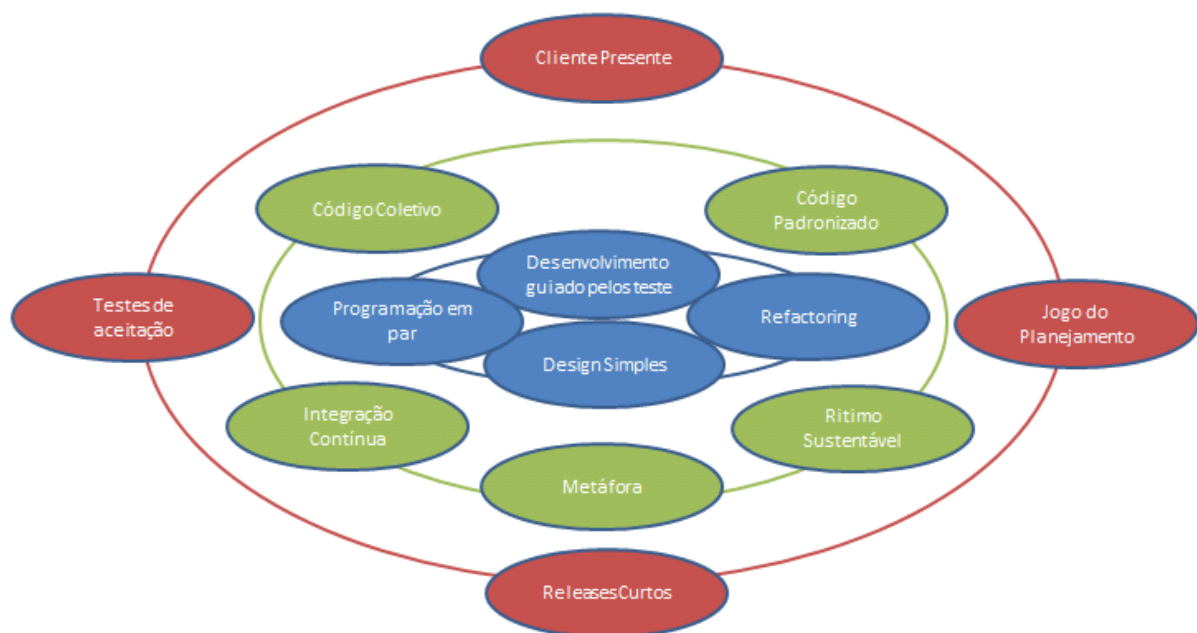 Cliente Presente
Código Coletivo
Código
Padronizado
Desenvolvimento
guiado pelos teste
Testes de
aceitação
Programação em
par
Refactoring
Jogo do
Planejamento
Design Simples
Integração
Contínua
Ritimo
Sustentável
Metáfora
Releases Curtos